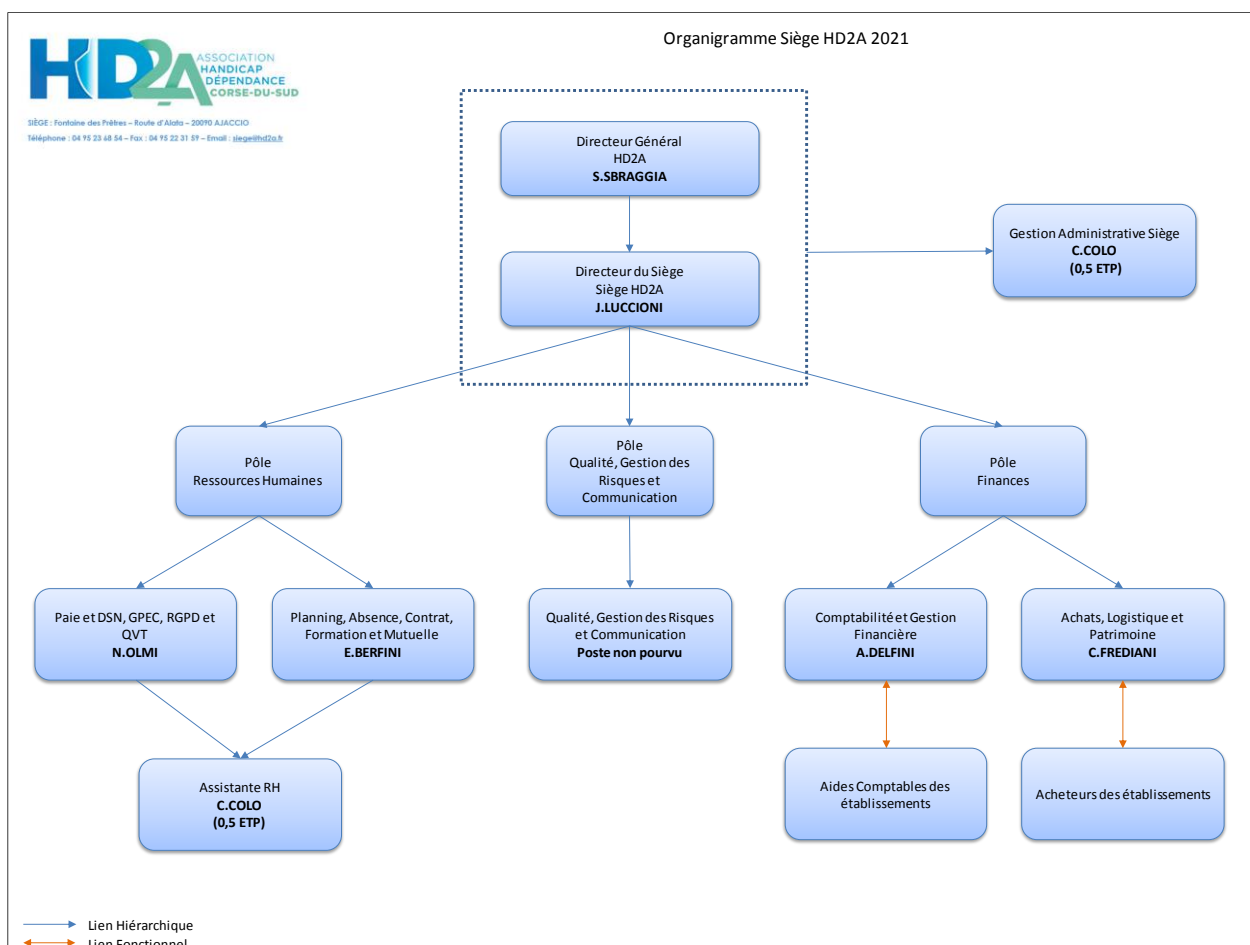 Organigramme Siège HD2A 2021
HD2A
ASSOCIATION
HANDICAP
DÉPENDANCE
CORSE-DU-SUD
SIÈGE : Fontaine des Prêtres – Route d'Alata – 20090 AJACCIO
Téléphone : 04 95 23 68 54 – Fax : 04 95 22 31 59 – Email : siege@hd2a.fr
Directeur Général
HD2A
S.SBRAGGIA
Gestion Administrative Siège
C.COLO
(0,5 ETP)
Directeur du Siège
Siège HD2A
J.LUCCIONI
Pôle
Ressources Humaines
Pôle
Qualité, Gestion des
Risques et
Communication
Pôle
Finances
Paie et DSN, GPEC, RGPD et
QVT
N.OLMI
Planning, Absence, Contrat,
Formation et Mutuelle
E.BERFINI
Qualité, Gestion des Risques
et Communication
Poste non pourvu
Comptabilité et Gestion
Financière
A.DELFINI
Achats, Logistique et
Patrimoine
C.FREDIANI
Assistante RH
C.COLO
(0,5 ETP)
Aides Comptables des
établissements
Acheteurs des établissements
Lien Hiérarchique
Lien Fonctionnel